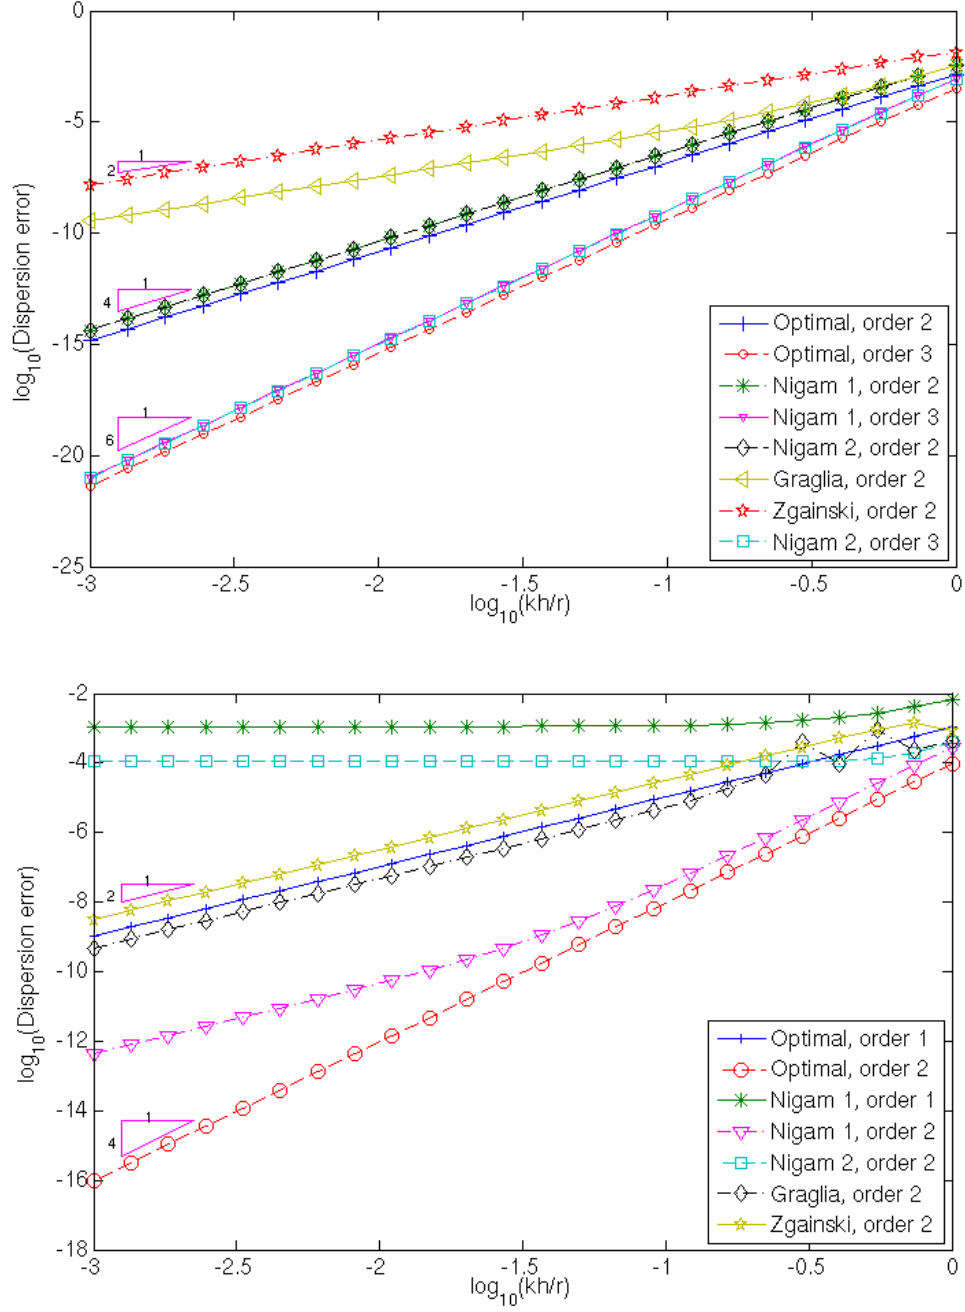 0
-5
-10
-15
-20
-25
log10(Dispersion error)
1
2
1
4
1
6
Optimal, order 2
Optimal, order 3
Nigam 1, order 2
Nigam 1, order 3
Nigam 2, order 2
Graglia, order 2
Zgainski, order 2
Nigam 2, order 3
-3
-2.5
-2
-1.5
-1
-0.5
0
log10(kh/r)
-2
-4
-6
-8
-10
-12
-14
-16
-18
log10(Dispersion error)
1
2
1
4
Optimal, order 1
Optimal, order 2
Nigam 1, order 1
Nigam 1, order 2
Nigam 2, order 2
Graglia, order 2
Zgainski, order 2
-3
-2.5
-2
-1.5
-1
-0.5
0
log10(kh/r)